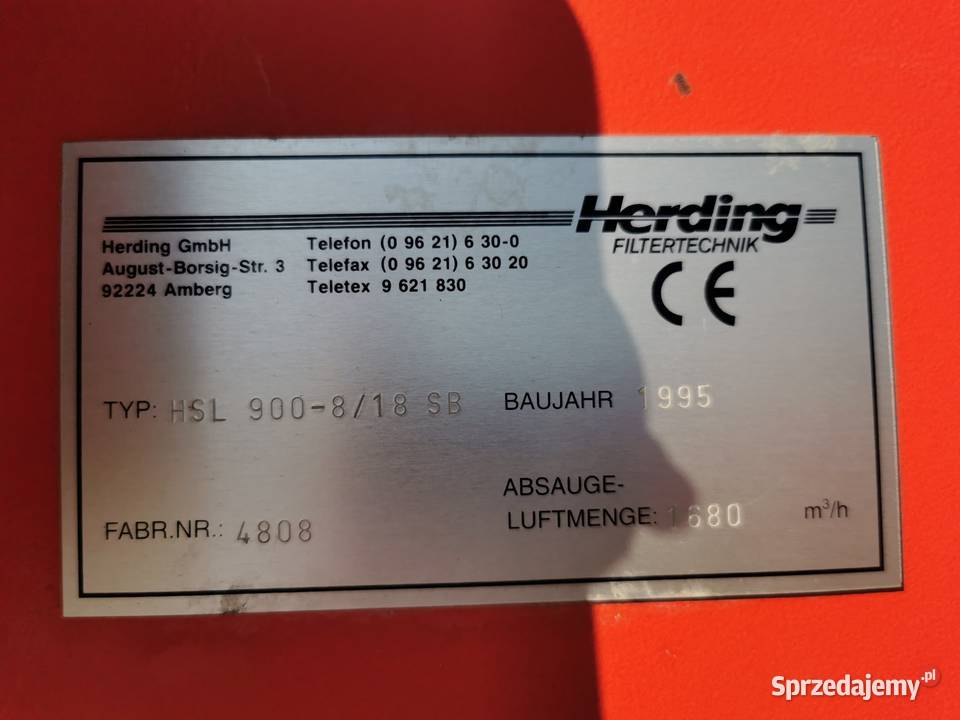 Herding
FILTERTECHNIK
Herding GmbH
August-Borsig-Str. 3
92224 Amberg
Telefon (0 96 21) 6 30-0
Telefax (0 96 21) 6 30 20
Teletex 9 621 830
CE
TYP: HSL 900-8/18 SB
BAUJAHR 1995
FABR.NR.: 4808
ABSAUGE-
LUFTMENGE: 1680 m³/h
Sprzedajemy.pl